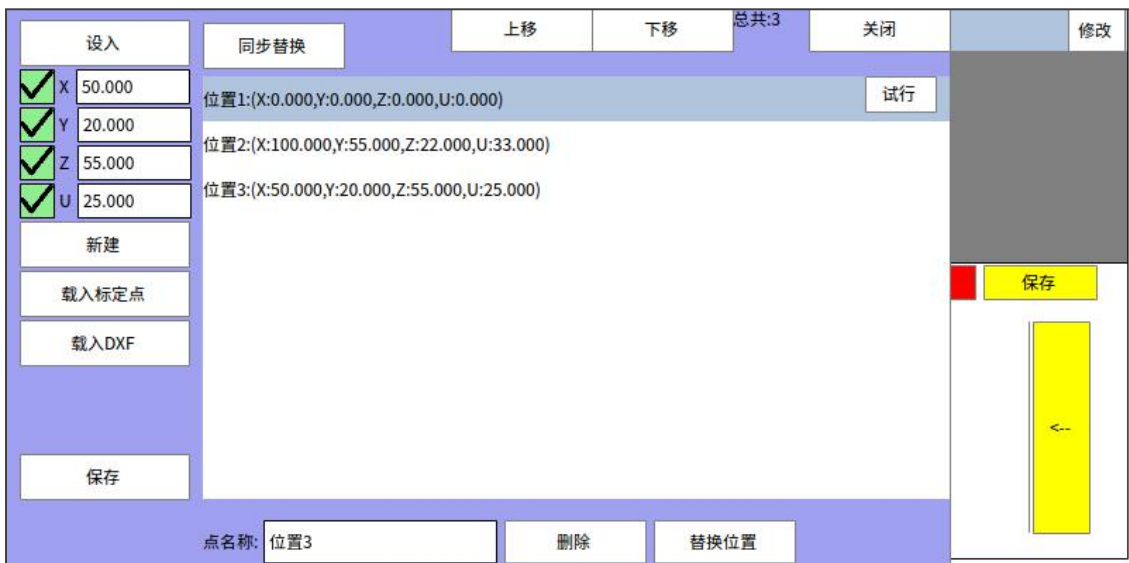 设入
同步替换
上移
下移
总共:3
关闭
修改
X 50.000
Y 20.000
Z 55.000
U 25.000
位置1:(X:0.000,Y:0.000,Z:0.000,U:0.000)
试行
位置2:(X:100.000,Y:55.000,Z:22.000,U:33.000)
位置3:(X:50.000,Y:20.000,Z:55.000,U:25.000)
新建
载入标定点
载入DXF
保存
保存
<--
点名称: 位置3
删除
替换位置